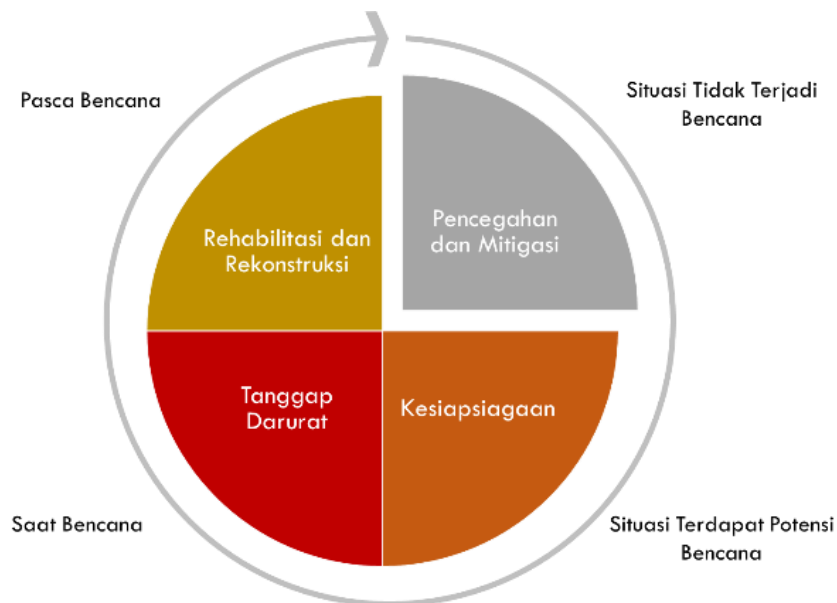 Pasca Bencana
Situasi Tidak Terjadi
Bencana
Rehabilitasi dan
Rekonstruksi
Pencegahan
dan Mitigasi
Tanggap
Darurat
Kesiapsiagaan
Saat Bencana
Situasi Terdapat Potensi
Bencana